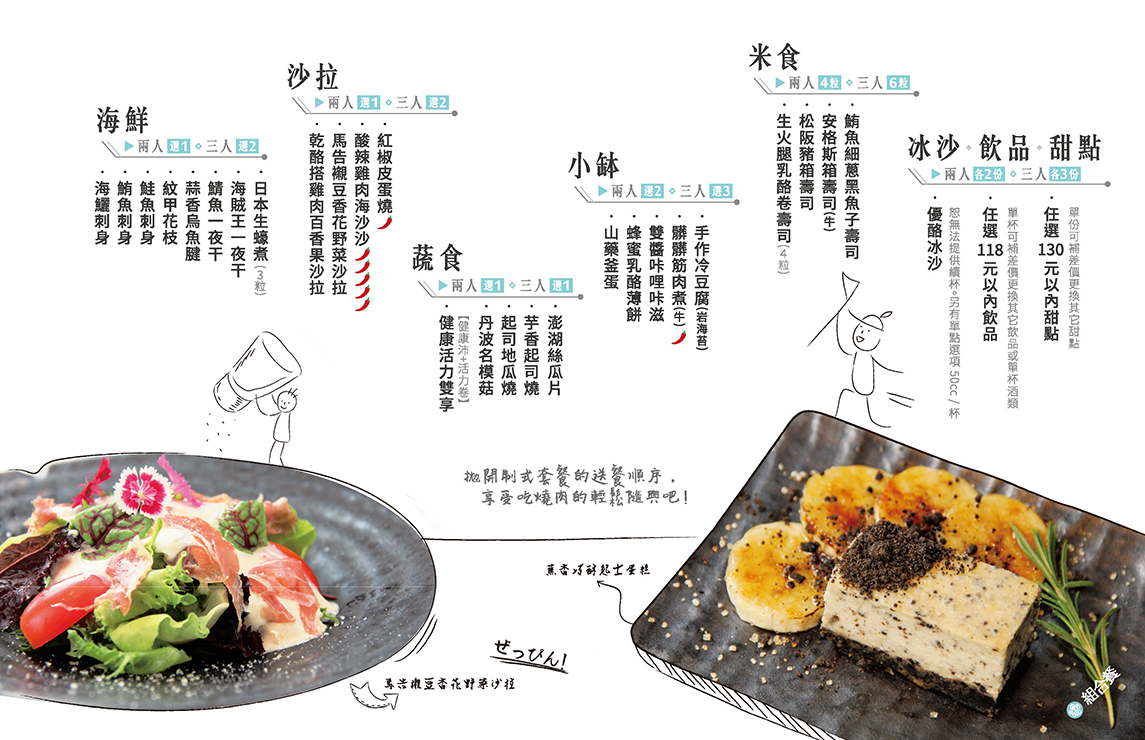 海鮮
▶兩人 選1 ◇ 三人 選2
・日本生蠔煮(3粒)
・海賊王一夜干
・鯖魚一夜干
・蒜香烏魚腱
・紋甲花枝
・鮭魚刺身
・鮪魚刺身
・海鱺刺身
沙拉
▶兩人 選1 ◇ 三人 選2
・紅椒皮蛋燒
・酸辣雞肉海沙沙
・馬告襯豆香花野菜沙拉
・乾酪搭雞肉百香果沙拉
蔬食
▶兩人 選1 ◇ 三人 選1
・澎湖絲瓜片
・芋香起司燒
・起司地瓜燒
・丹波名模菇
・健康活力雙享
【健康沛+活力卷】
小缽
▶兩人 選2 ◇ 三人 選3
・手作冷豆腐(岩海苔)
・髒髒筋肉煮(牛)
・雙醬咔哩咔滋
・蜂蜜乳酪薄餅
・山藥釜蛋
米食
▶兩人 4粒 ◇ 三人 6粒
・鮪魚細蔥黑魚子壽司
・安格斯箱壽司(牛)
・松阪豬箱壽司
・生火腿乳酪卷壽司(4粒)
冰沙・飲品・甜點
▶兩人 各2份 ◇ 三人 各3份
・任選130元以內甜點
單份可補差價更換其它甜點
・任選118元以內飲品
單杯可補差價更換其它飲品或單杯酒類
・優酪冰沙
恕無法提供續杯。另有單點選項 50cc / 杯
拋開制式套餐的送餐順序，
享受吃燒肉的輕鬆隨興吧！
蕉香巧酥起士蛋糕
ぜっぴん!
馬告襯豆香花野菜沙拉
組合餐